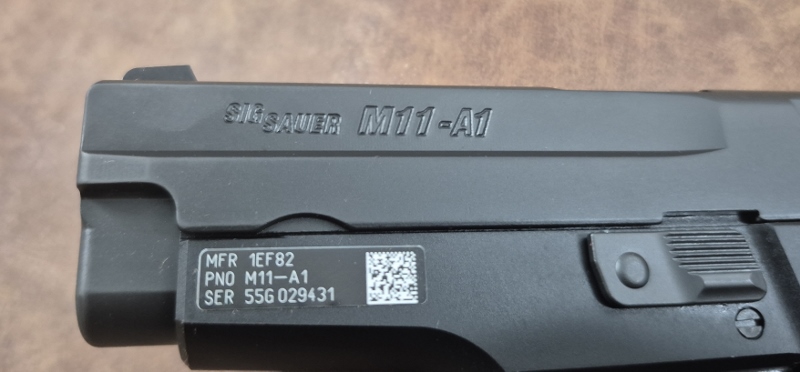 SIG SAUER M11-A1
MFR 1EF82
PNO M11-A1
SER 55G 029431